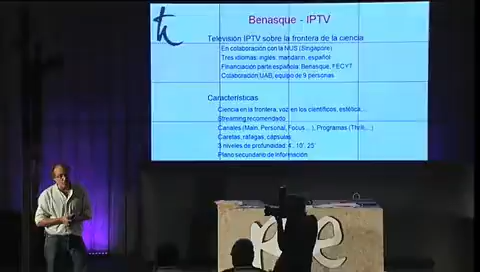 Benasque - IPTV
Televisión IPTV sobre la frontera de la ciencia
En colaboración con la NUS (Singapore)
Tres idiomas: inglés, mandarín, español
Financiación parte española: Benasque, FECYT
Colaboración UAB, equipo de 9 personas
Características
Ciencia en la frontera, voz en los científicos, estética,...
Streaming recomendado
Canales (Main, Personal, Focus...), Programas (Thrill,...)
Caretas, ráfagas, cápsulas
3 niveles de profundidad: 4', 10', 25'
Plano secundario de Información